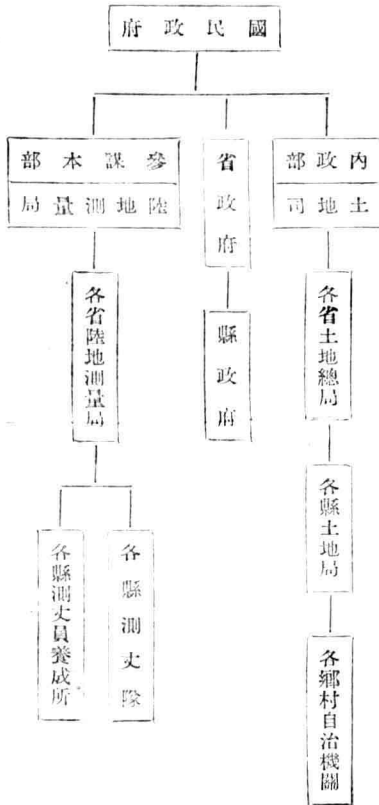 國民政府
內政部
土地司
各省土地總局
各縣土地局
各鄉村自治機關
省政府
縣政府
參謀本部
陸地測量局
各省陸地測量局
各縣測丈隊
各縣測丈員養成所